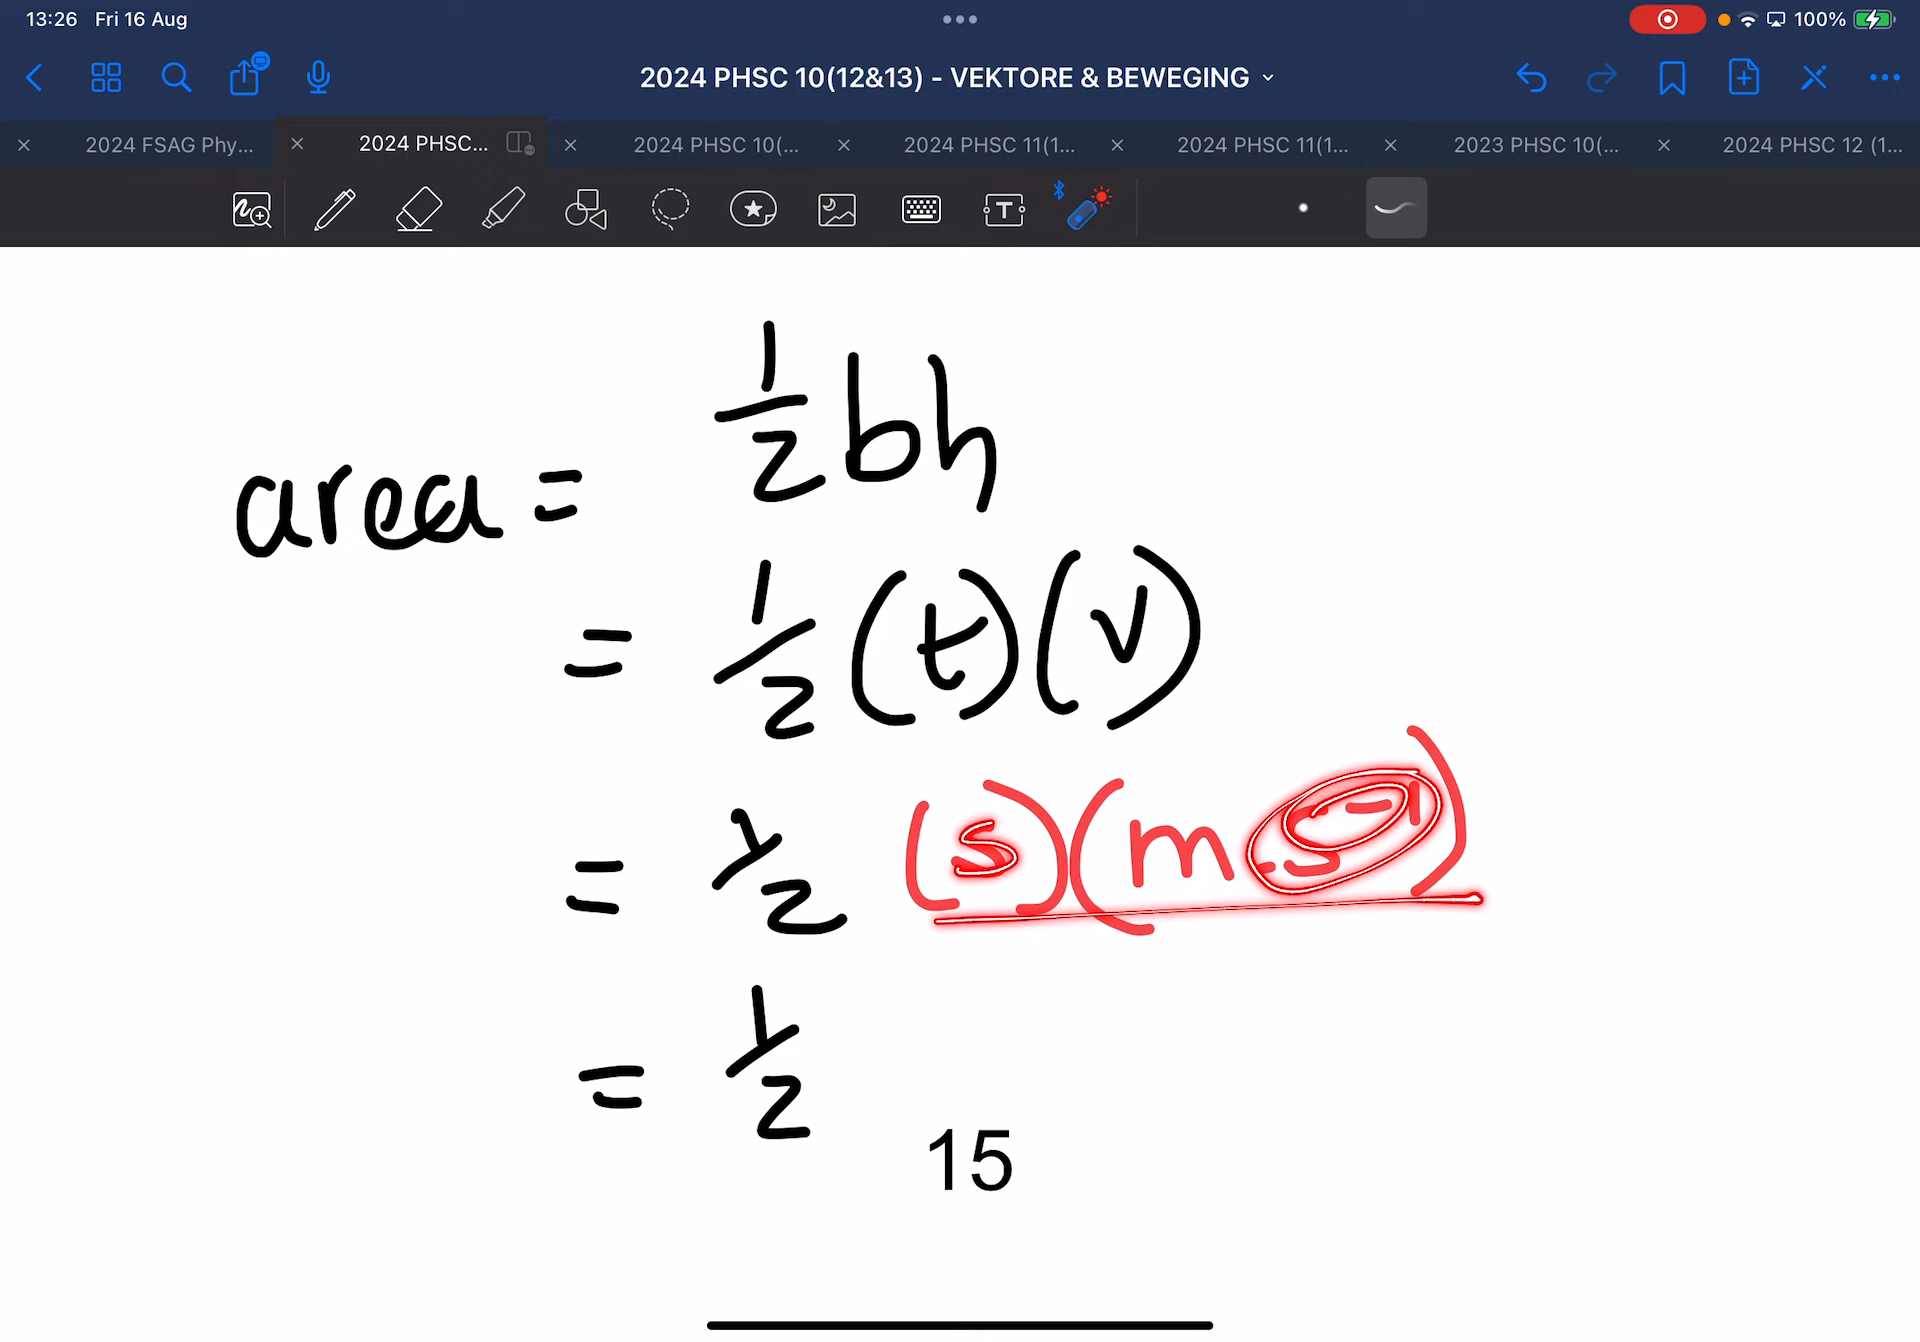 13:26 Fri 16 Aug 100%
2024 PHSC 10(12&13) - VEKTORE & BEWEGING
2024 FSAG Phy... 2024 PHSC... 2024 PHSC 10(... 2024 PHSC 11(1... 2024 PHSC 11(1... 2023 PHSC 10(... 2024 PHSC 12 (1...
area = 1/2 bh
= 1/2 (t)(v)
= 1/2 (s)(m.s⁻¹)
= 1/2
15